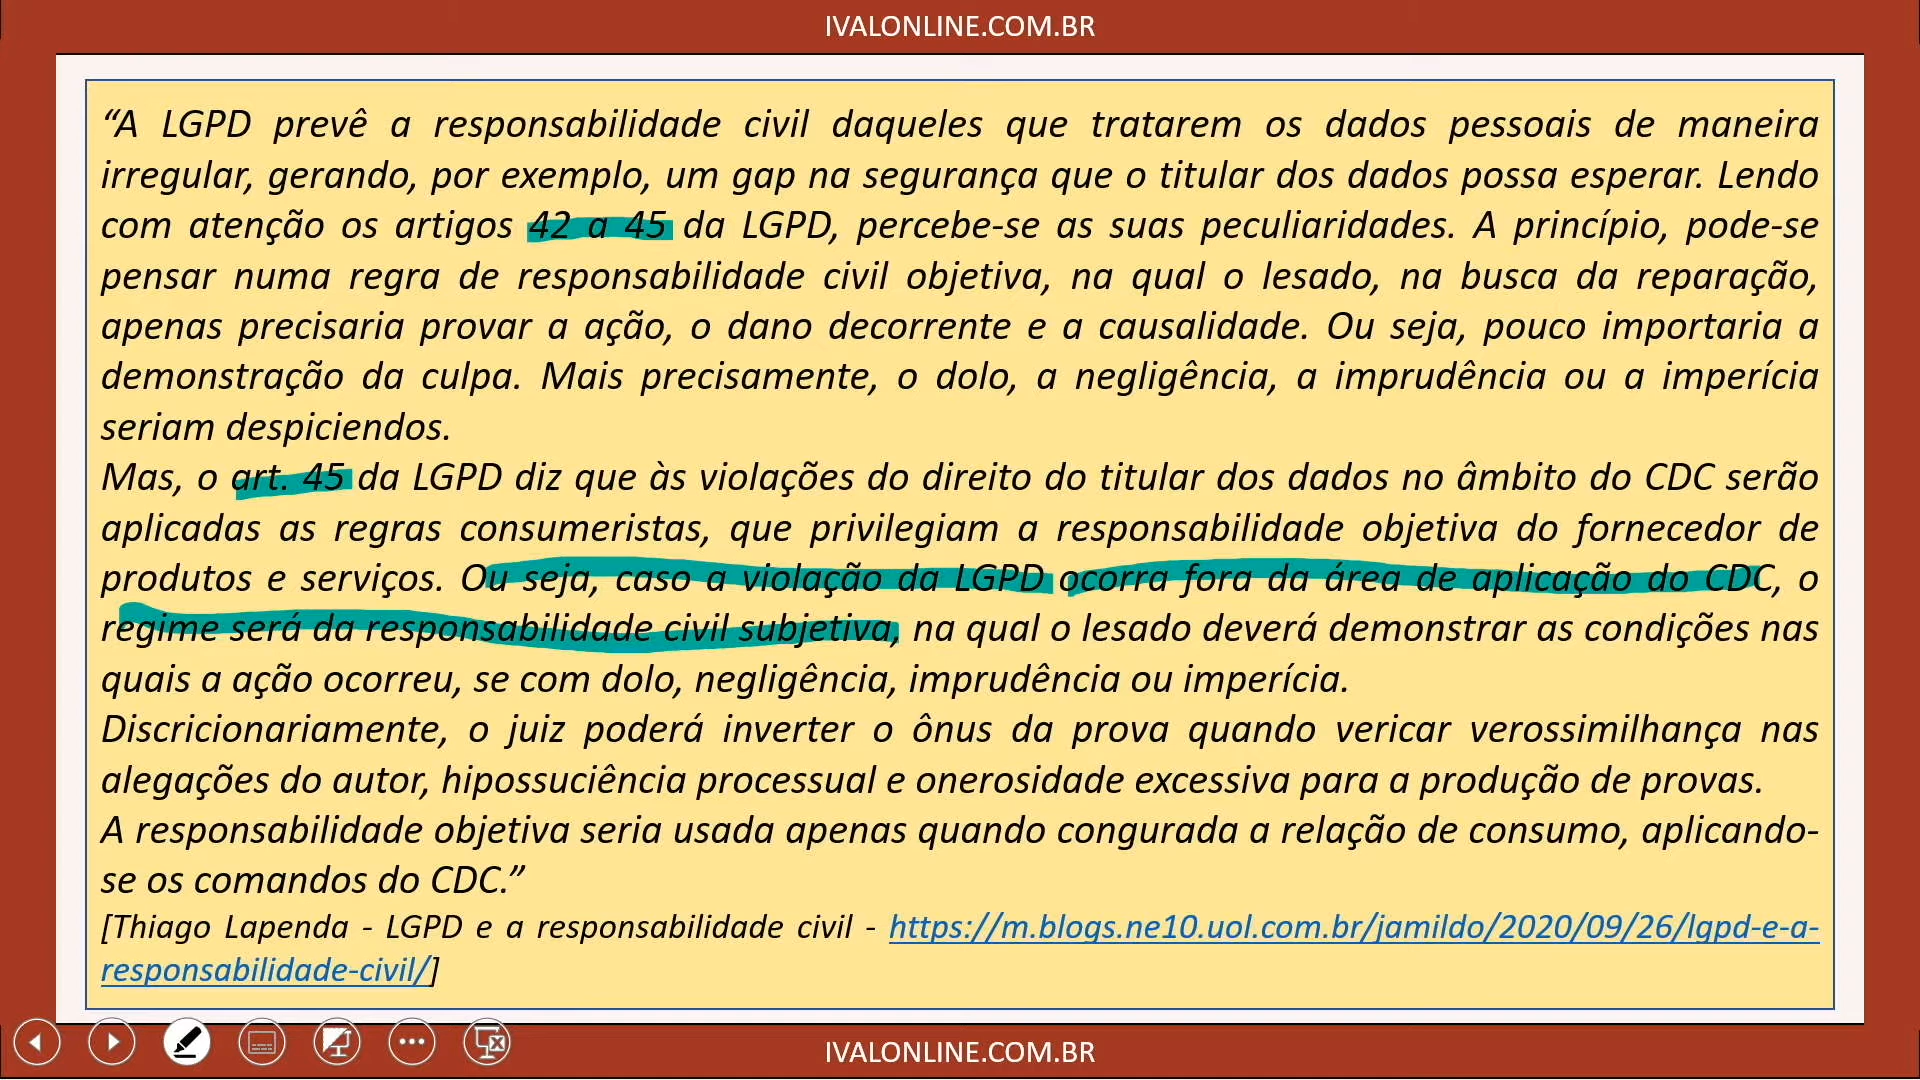 IVALONLINE.COM.BR
“A LGPD prevê a responsabilidade civil daqueles que tratarem os dados pessoais de maneira
irregular, gerando, por exemplo, um gap na segurança que o titular dos dados possa esperar. Lendo
com atenção os artigos 42 a 45 da LGPD, percebe-se as suas peculiaridades. A princípio, pode-se
pensar numa regra de responsabilidade civil objetiva, na qual o lesado, na busca da reparação,
apenas precisaria provar a ação, o dano decorrente e a causalidade. Ou seja, pouco importaria a
demonstração da culpa. Mais precisamente, o dolo, a negligência, a imprudência ou a imperícia
seriam despiciendos.
Mas, o art. 45 da LGPD diz que às violações do direito do titular dos dados no âmbito do CDC serão
aplicadas as regras consumeristas, que privilegiam a responsabilidade objetiva do fornecedor de
produtos e serviços. Ou seja, caso a violação da LGPD ocorra fora da área de aplicação do CDC, o
regime será da responsabilidade civil subjetiva, na qual o lesado deverá demonstrar as condições nas
quais a ação ocorreu, se com dolo, negligência, imprudência ou imperícia.
Discricionariamente, o juiz poderá inverter o ônus da prova quando vericar verossimilhança nas
alegações do autor, hipossuciência processual e onerosidade excessiva para a produção de provas.
A responsabilidade objetiva seria usada apenas quando congurada a relação de consumo, aplicando-
se os comandos do CDC.”
[Thiago Lapenda - LGPD e a responsabilidade civil - https://m.blogs.ne10.uol.com.br/jamildo/2020/09/26/lgpd-e-a-
responsabilidade-civil/]
IVALONLINE.COM.BR